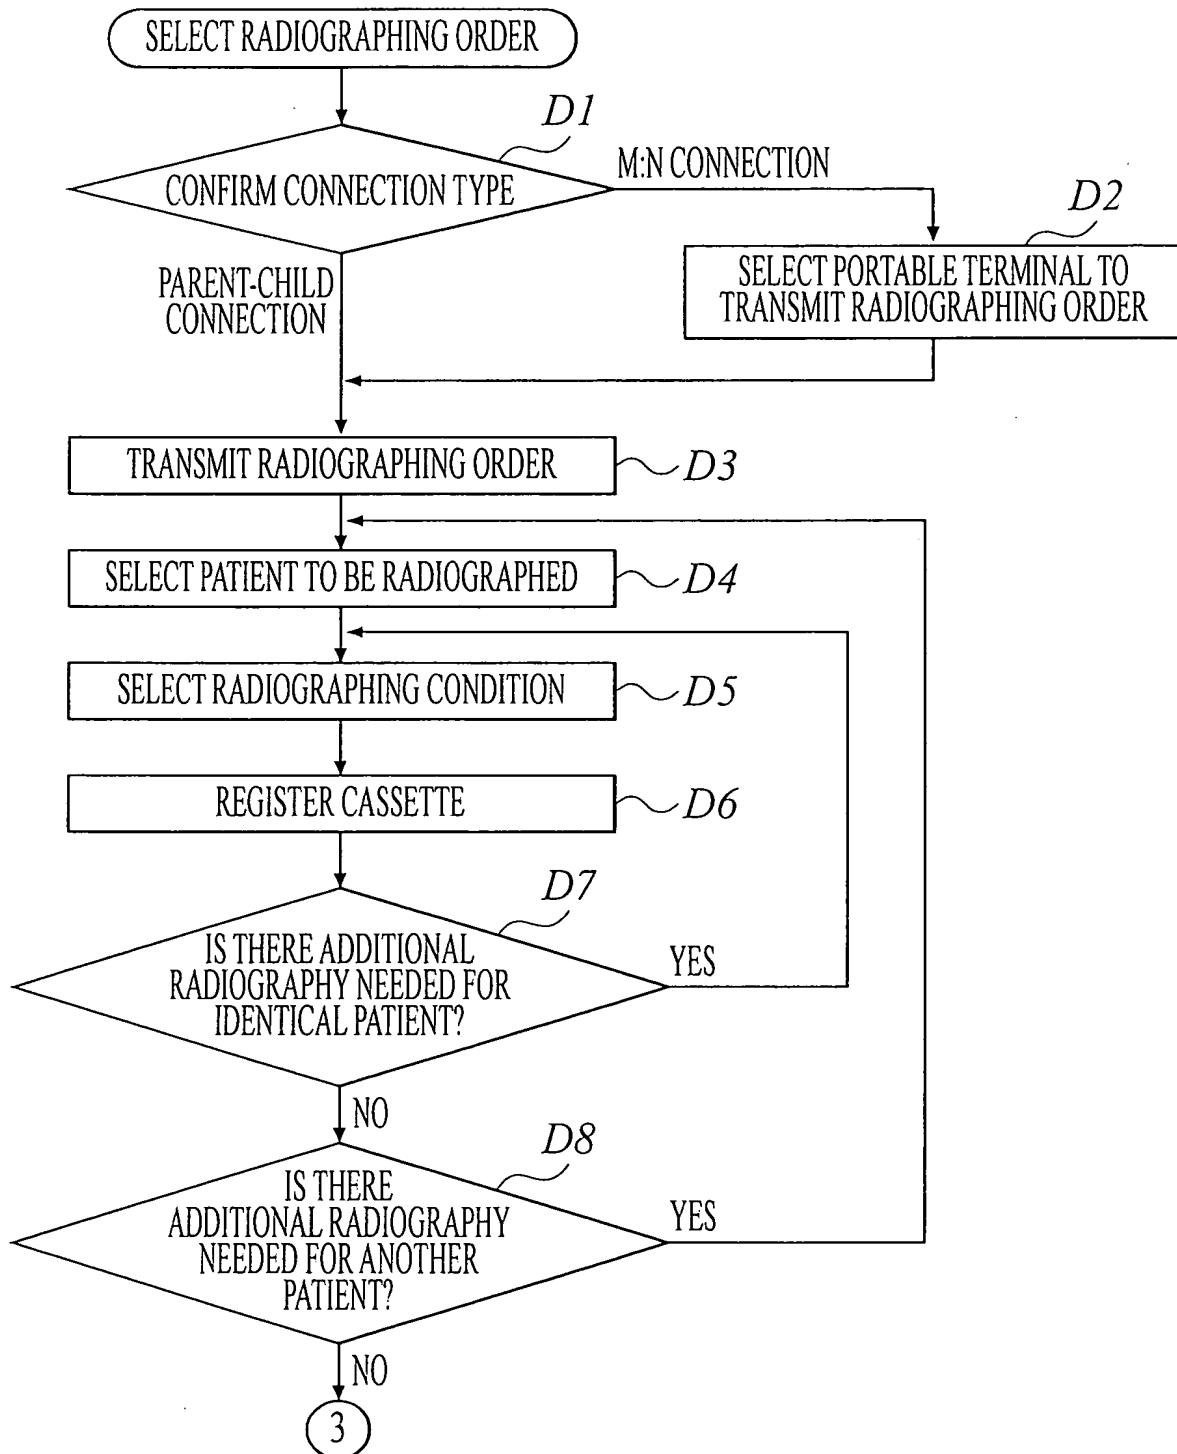 SELECT RADIOGRAPHING ORDER
D1
CONFIRM CONNECTION TYPE
M:N CONNECTION
D2
SELECT PORTABLE TERMINAL TO
TRANSMIT RADIOGRAPHING ORDER
PARENT-CHILD
CONNECTION
TRANSMIT RADIOGRAPHING ORDER
D3
SELECT PATIENT TO BE RADIOGRAPHED
D4
SELECT RADIOGRAPHING CONDITION
D5
REGISTER CASSETTE
D6
D7
IS THERE ADDITIONAL
RADIOGRAPHY NEEDED FOR
IDENTICAL PATIENT?
YES
NO
D8
IS THERE
ADDITIONAL RADIOGRAPHY
NEEDED FOR ANOTHER
PATIENT?
YES
NO
3